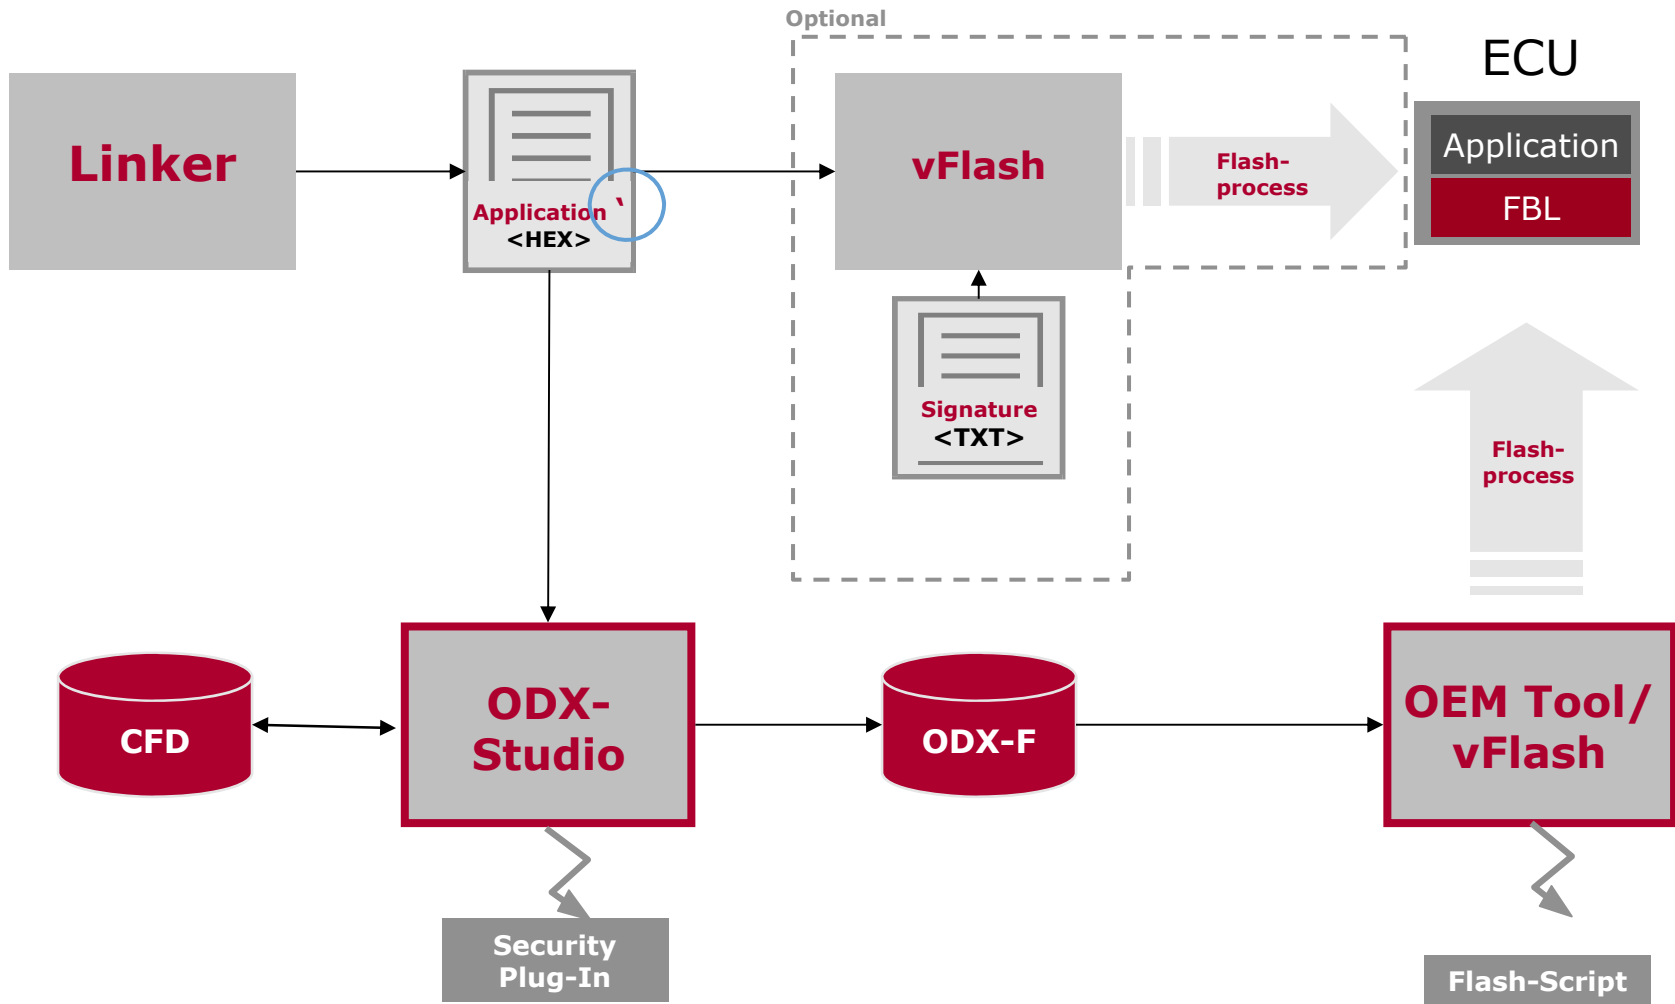 Optional
ECU
Linker
Application`
<HEX>
vFlash
Flash-
process
Application
FBL
Signature
<TXT>
Flash-
process
CFD
ODX-
Studio
ODX-F
OEM Tool/
vFlash
Security
Plug-In
Flash-Script